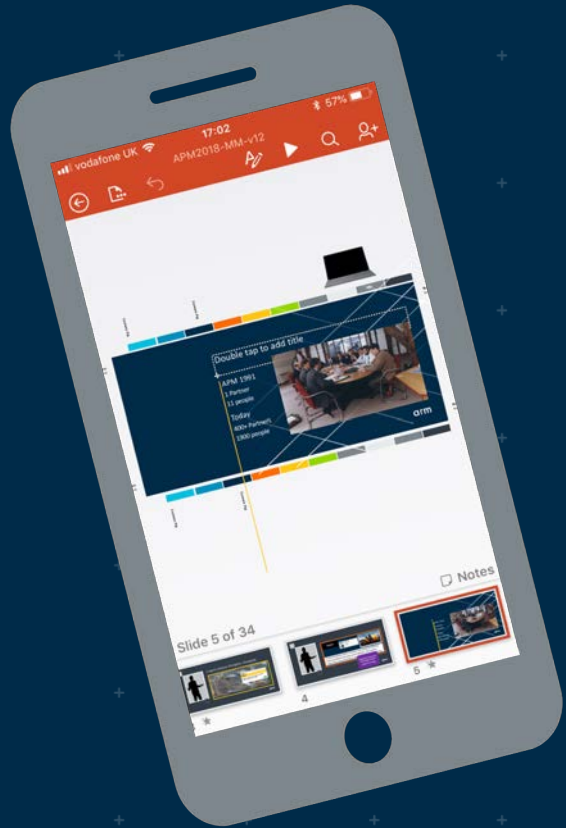 vodafone UK 17:02 57%
APM2018-MM-v12
Double tap to add title
APM 1991
1 Partner
11 people
Today
400+ Partners
1900 people
arm
Notes
Slide 5 of 34
4
5